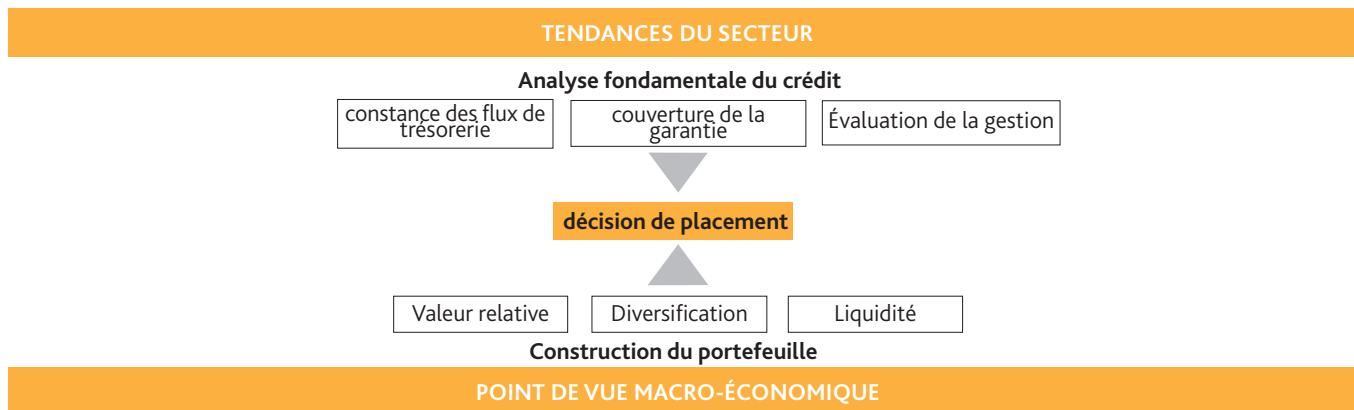 TENDANCES DU SECTEUR
Analyse fondamentale du crédit
constance des flux de
trésorerie
couverture de la
garantie
Évaluation de la gestion
décision de placement
Valeur relative
Diversification
Liquidité
Construction du portefeuille
POINT DE VUE MACRO-ÉCONOMIQUE